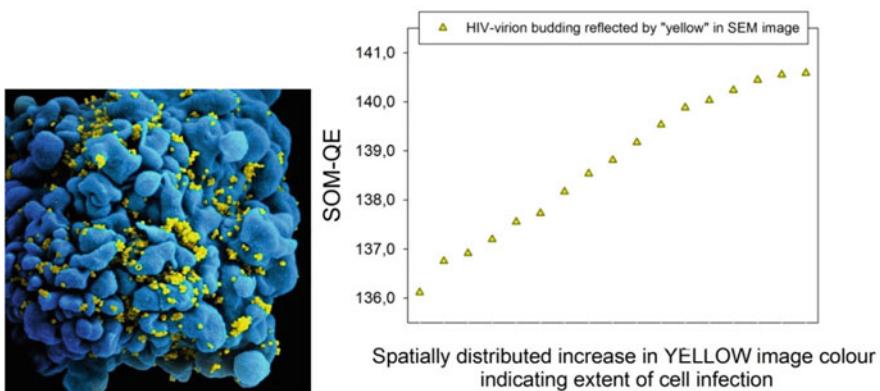 HIV-virion budding reflected by "yellow" in SEM image
141,0
140,0
139,0
138,0
137,0
136,0
SOM-QE
Spatially distributed increase in YELLOW image colour
indicating extent of cell infection